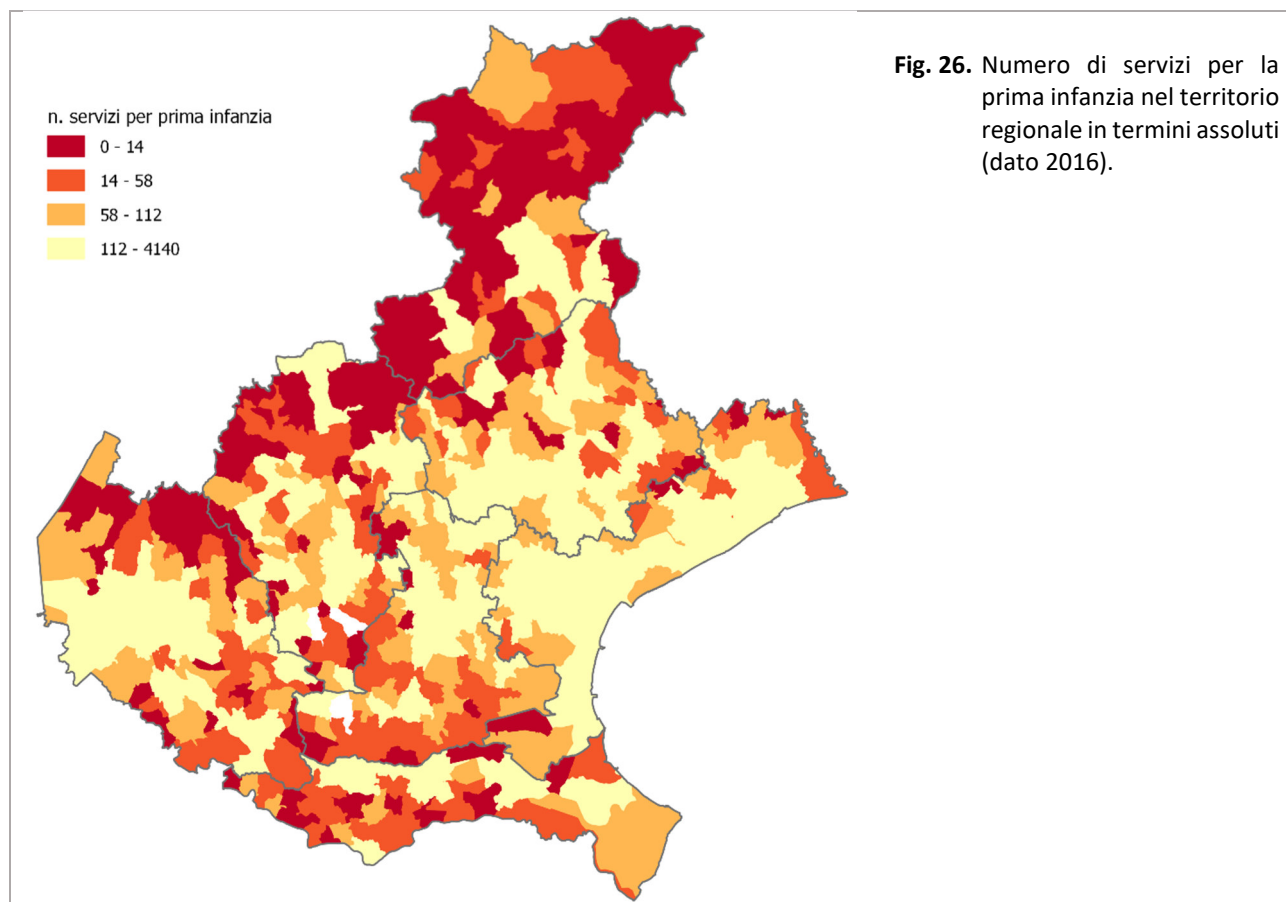 n. servizi per prima infanzia
0 - 14
14 - 58
58 - 112
112 - 4140
Fig. 26. Numero di servizi per la
prima infanzia nel territorio
regionale in termini assoluti
(dato 2016).